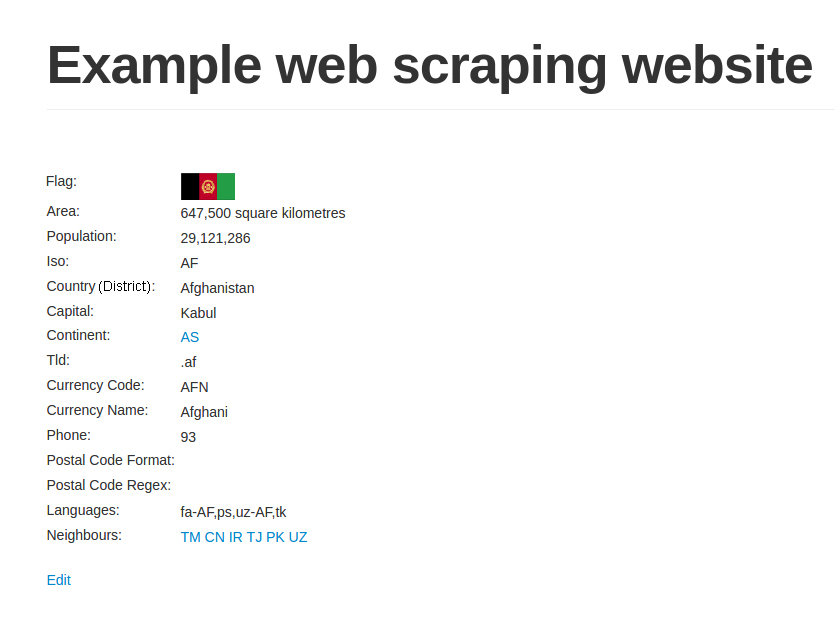 Example web scraping website
Flag:
Area: 647,500 square kilometres
Population: 29,121,286
Iso: AF
Country (District): Afghanistan
Capital: Kabul
Continent: AS
Tld: .af
Currency Code: AFN
Currency Name: Afghani
Phone: 93
Postal Code Format:
Postal Code Regex:
Languages: fa-AF,ps,uz-AF,tk
Neighbours: TM CN IR TJ PK UZ
Edit